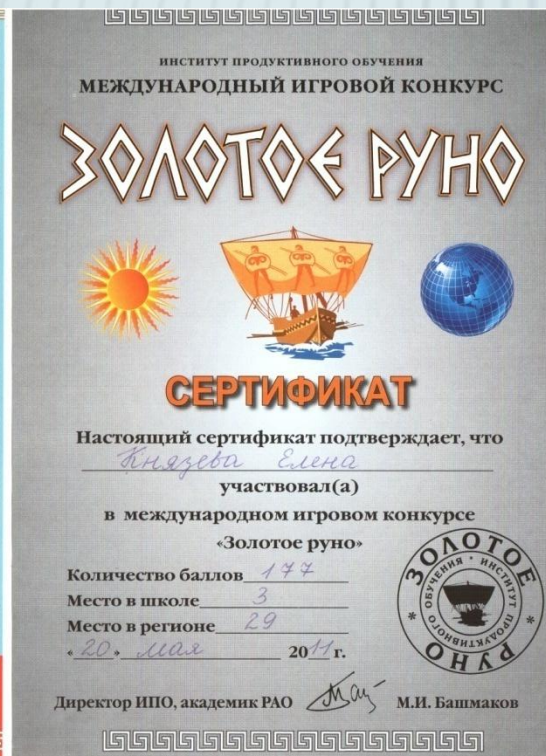 ИНСТИТУТ ПРОДУКТИВНОГО ОБУЧЕНИЯ
МЕЖДУНАРОДНЫЙ ИГРОВОЙ КОНКУРС
ЗОЛОТОЕ РУНО
СЕРТИФИКАТ
Настоящий сертификат подтверждает, что
Князева Елена
участвовал(а)
в международном игровом конкурсе
«Золотое руно»
Количество баллов 177
Место в школе 3
Место в регионе 29
«20» мая 2011 г.
Директор ИПО, академик РАО М.И. Башмаков
ЗОЛОТОЕ РУНО
ИНСТИТУТ ПРОДУКТИВНОГО ОБУЧЕНИЯ